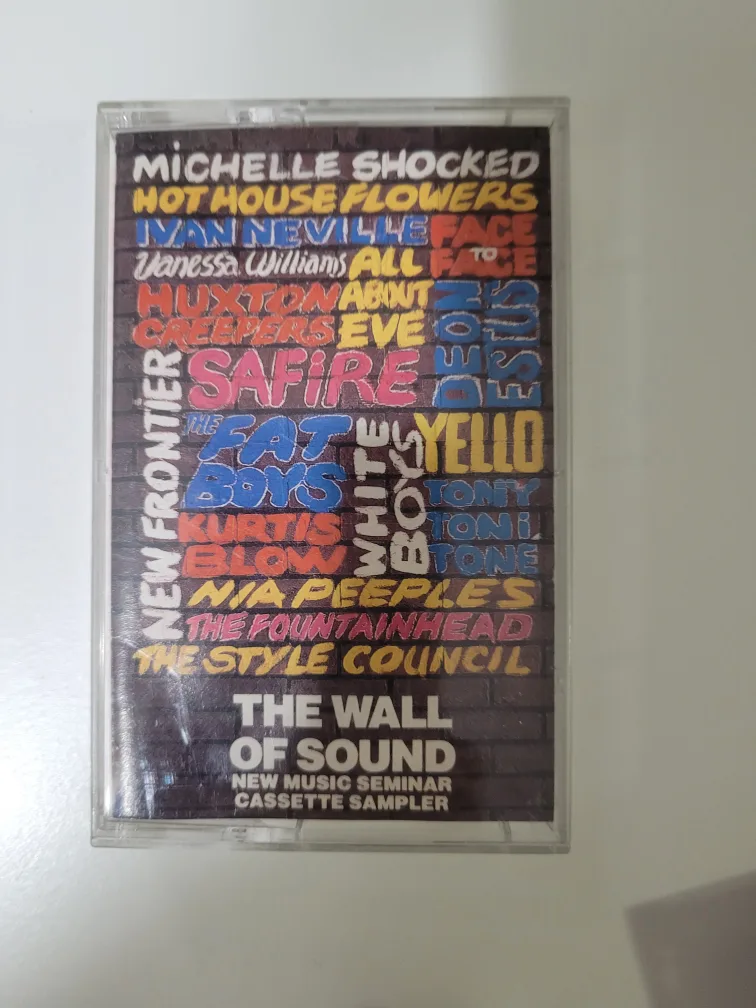 MiCHELLE SHOCKED
HOTHOUSE FLOWERS
IVAN NEVILLE
FACE
TO
FACE
Vanessa Williams
ALL
ABOUT
EVE
HUXTON
CREEPERS
DEON
ESTUS
SAFiRE
NEW FRONTiER
THE
FAT
BOYS
WHITE
BOYS
YELLO
TONY
TONi
TONE
KURTIS
BLOW
NIA PEEPLES
THE FOUNTAINHEAD
THE STYLE COUNCIL
THE WALL
OF SOUND
NEW MUSIC SEMINAR
CASSETTE SAMPLER